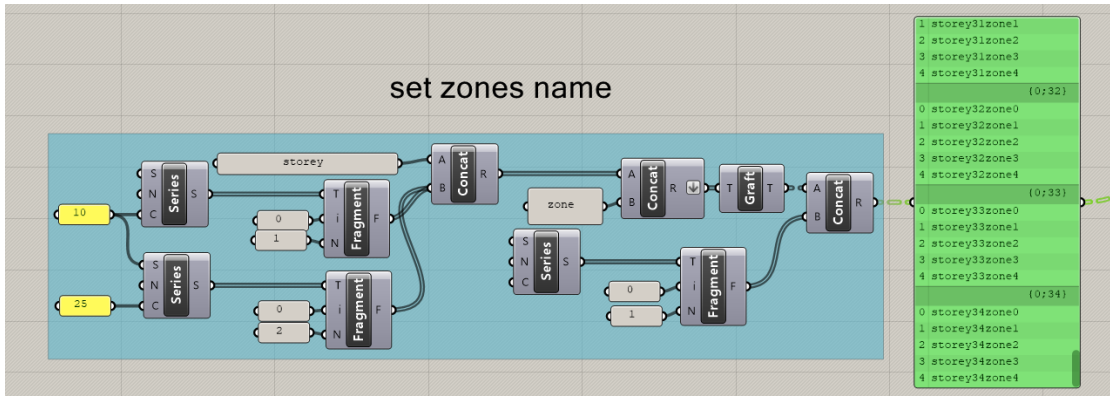 set zones name
10
25
S
N
C
Series
S
S
N
C
Series
S
storey
0
1
T
i
N
Fragment
F
0
2
T
i
N
Fragment
F
A
B
Concat
R
zone
S
N
C
Series
S
A
B
Concat
R
T
Graft
T
0
1
T
i
N
Fragment
F
A
B
Concat
R
1 storey31zone1
2 storey31zone2
3 storey31zone3
4 storey31zone4
{0;32}
0 storey32zone0
1 storey32zone1
2 storey32zone2
3 storey32zone3
4 storey32zone4
{0;33}
0 storey33zone0
1 storey33zone1
2 storey33zone2
3 storey33zone3
4 storey33zone4
{0;34}
0 storey34zone0
1 storey34zone1
2 storey34zone2
3 storey34zone3
4 storey34zone4